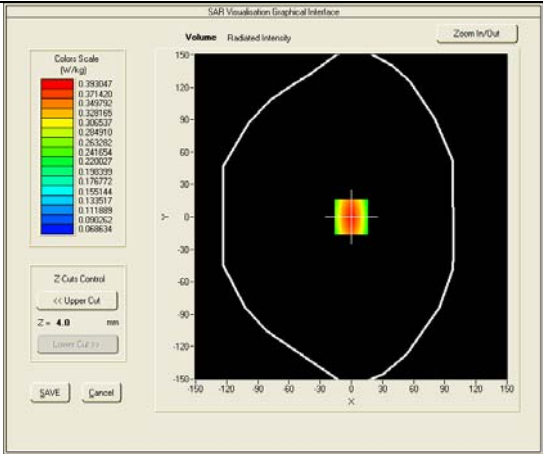 SAR Visualisation Graphical Interface
Volume Radiated Intensity
Zoom In/Out
Colors Scale
(W/kg)
0.393047
0.371420
0.349792
0.328165
0.306537
0.284910
0.263282
0.241654
0.220027
0.198399
0.176772
0.155144
0.133517
0.111889
0.090262
0.068634
150
120
90
60
30
0
-30
-60
-90
-120
-150
Y
-150 -120 -90 -60 -30 0 30 60 90 120 150
X
Z Cuts Control
<< Upper Cut
Z = 4.0 mm
Lower Cut >>
SAVE Cancel